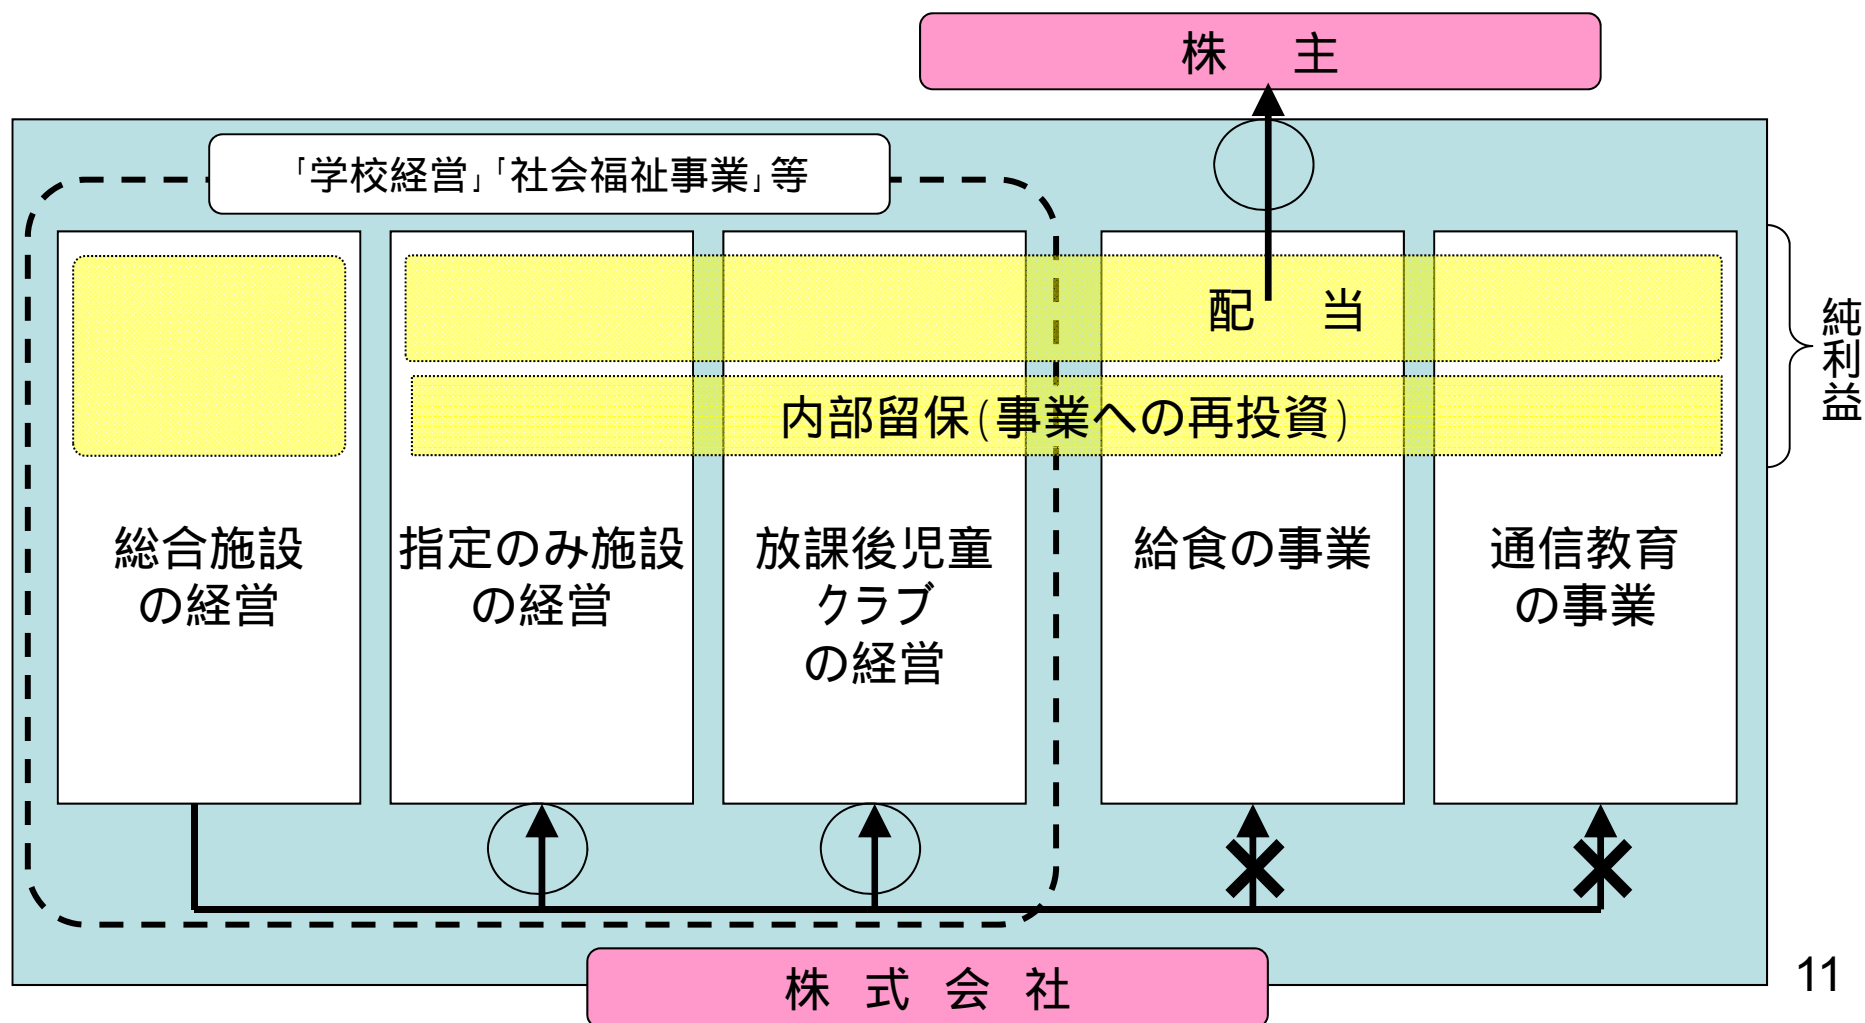 株　主
「学校経営」「社会福祉事業」等
配　当
内部留保(事業への再投資)
純利益
総合施設
の経営
指定のみ施設
の経営
放課後児童
クラブ
の経営
給食の事業
通信教育
の事業
株 式 会 社
11